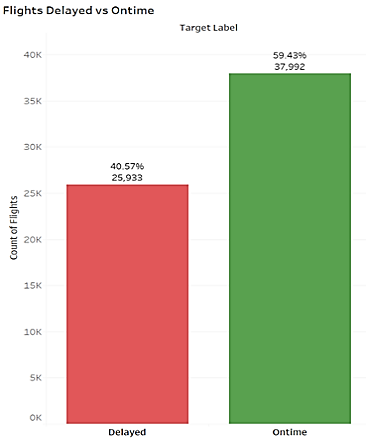 Flights Delayed vs Ontime
Target Label
40K
35K
30K
25K
20K
15K
10K
5K
0K
Count of Flights
40.57%
25,933
59.43%
37,992
Delayed
Ontime